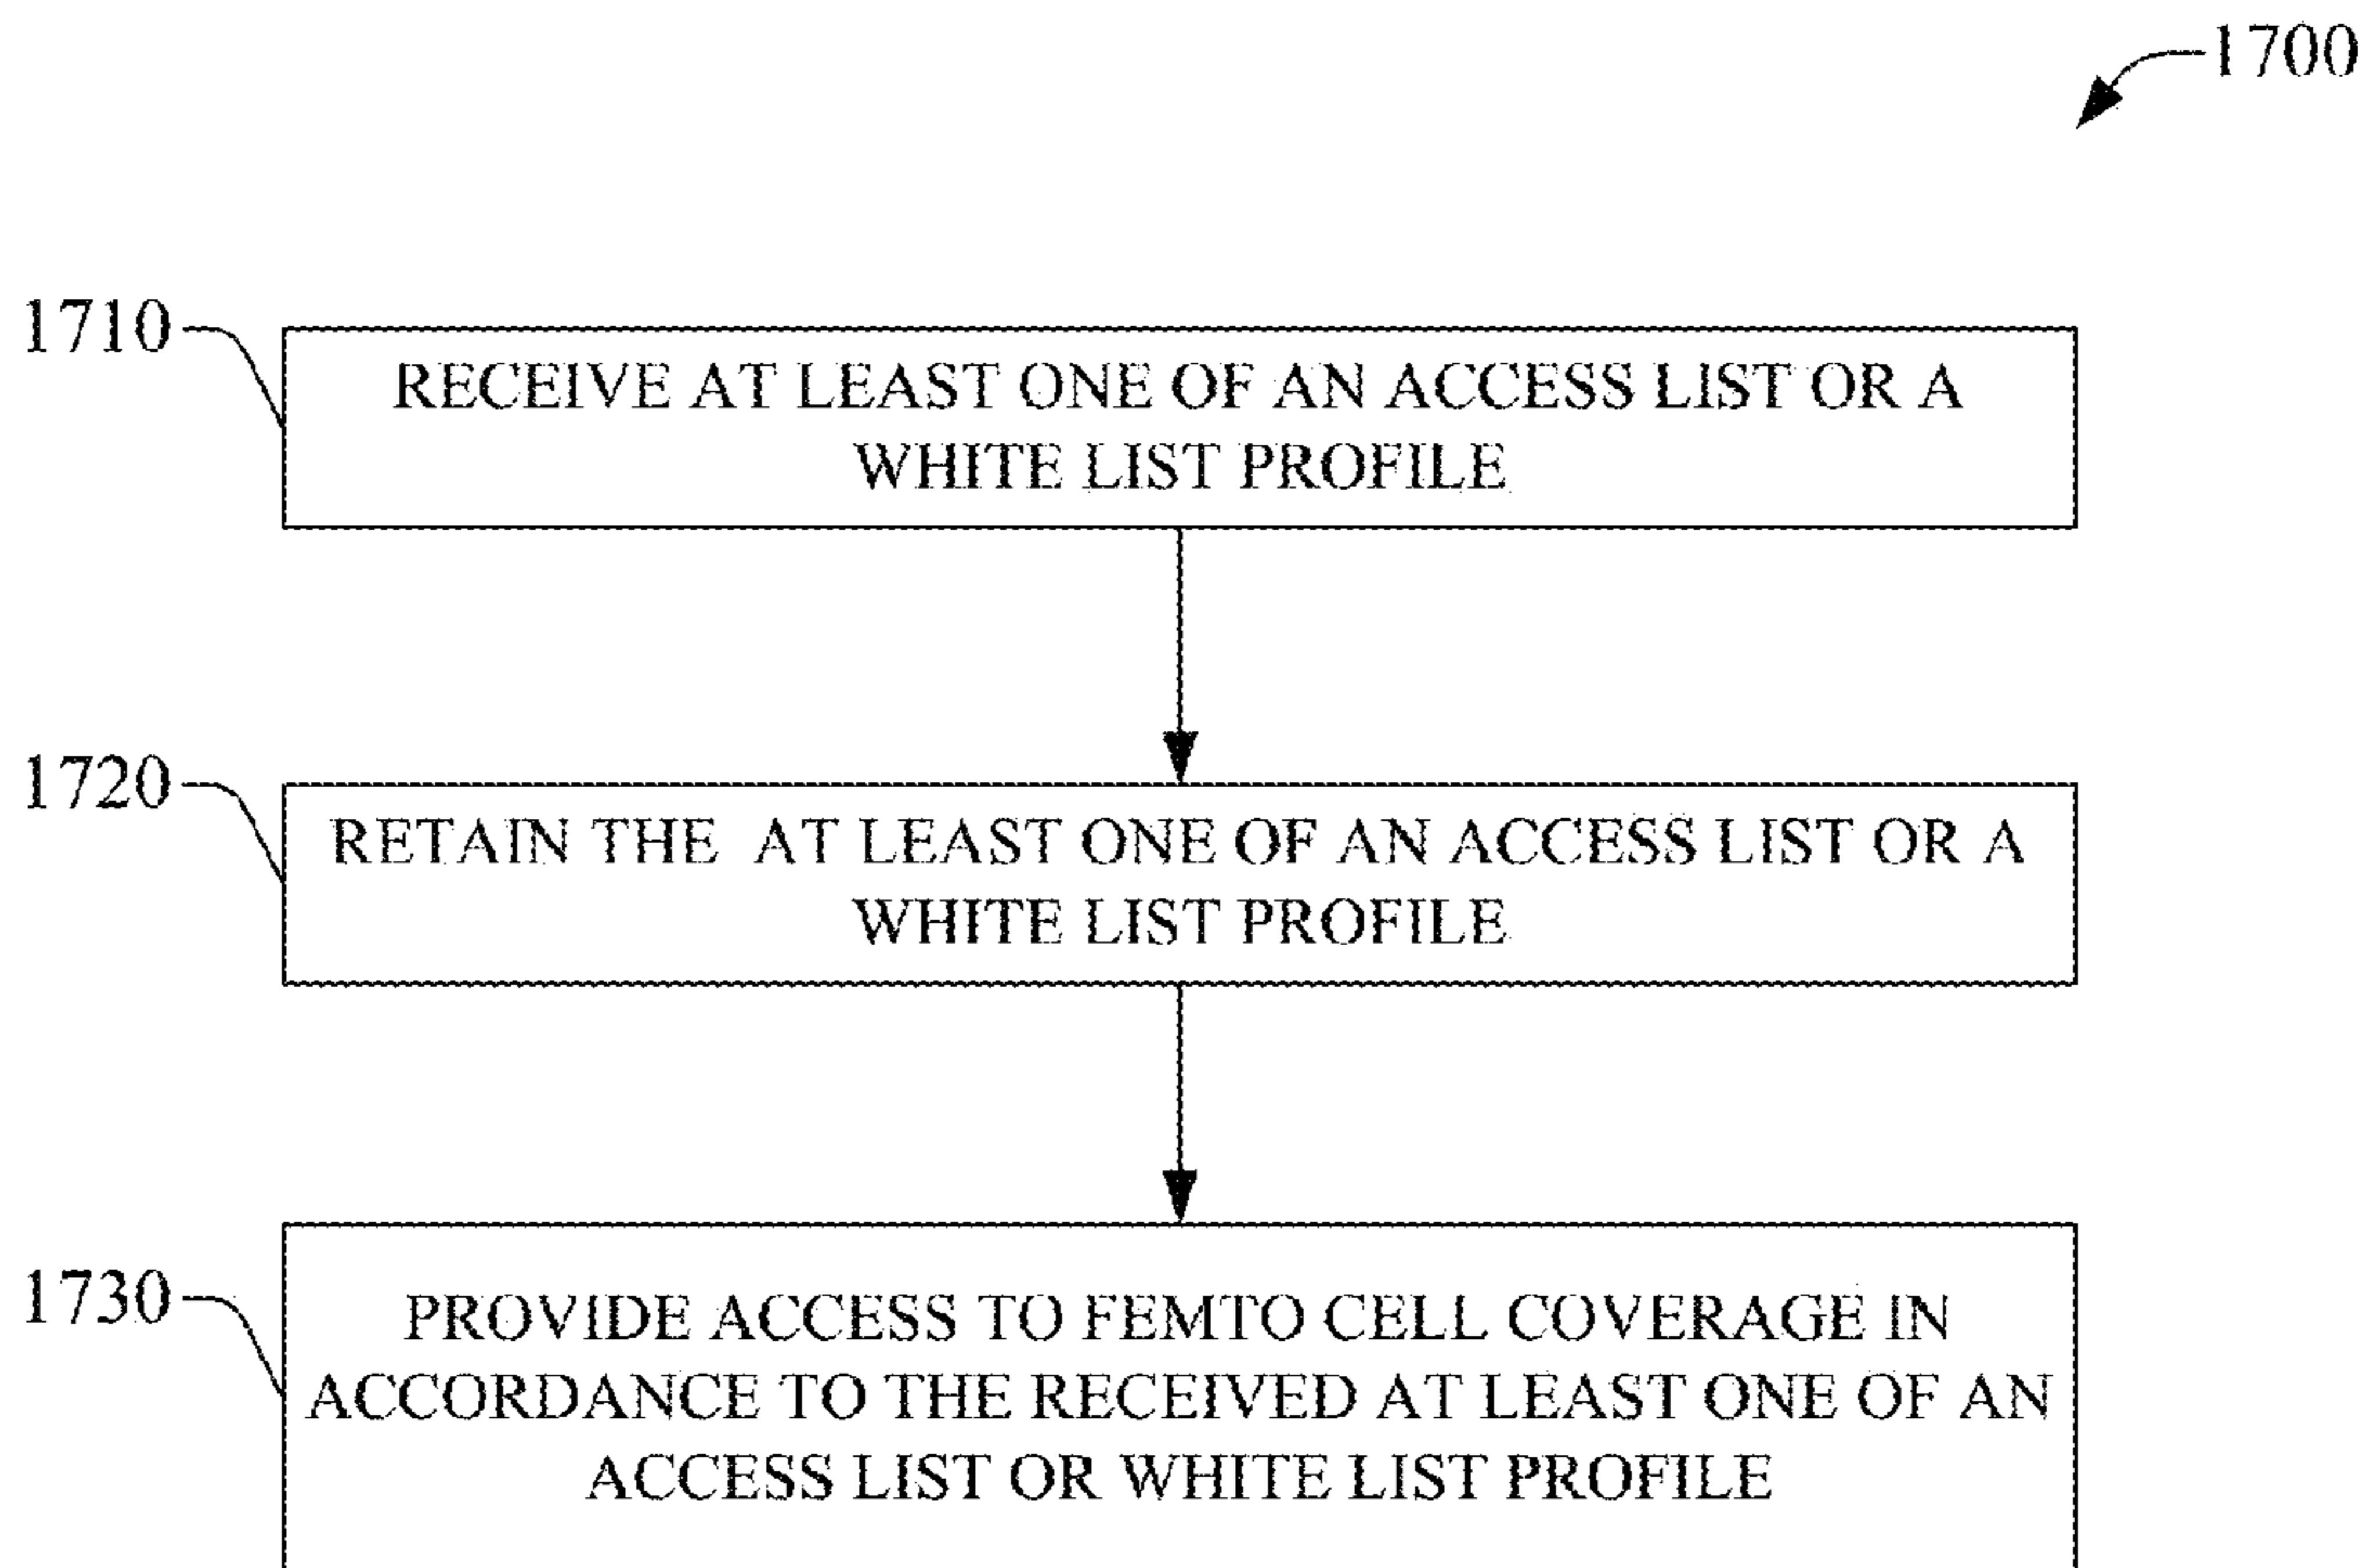 1700
1710
RECEIVE AT LEAST ONE OF AN ACCESS LIST OR A
WHITE LIST PROFILE
1720
RETAIN THE AT LEAST ONE OF AN ACCESS LIST OR A
WHITE LIST PROFILE
1730
PROVIDE ACCESS TO FEMTO CELL COVERAGE IN
ACCORDANCE TO THE RECEIVED AT LEAST ONE OF AN
ACCESS LIST OR WHITE LIST PROFILE